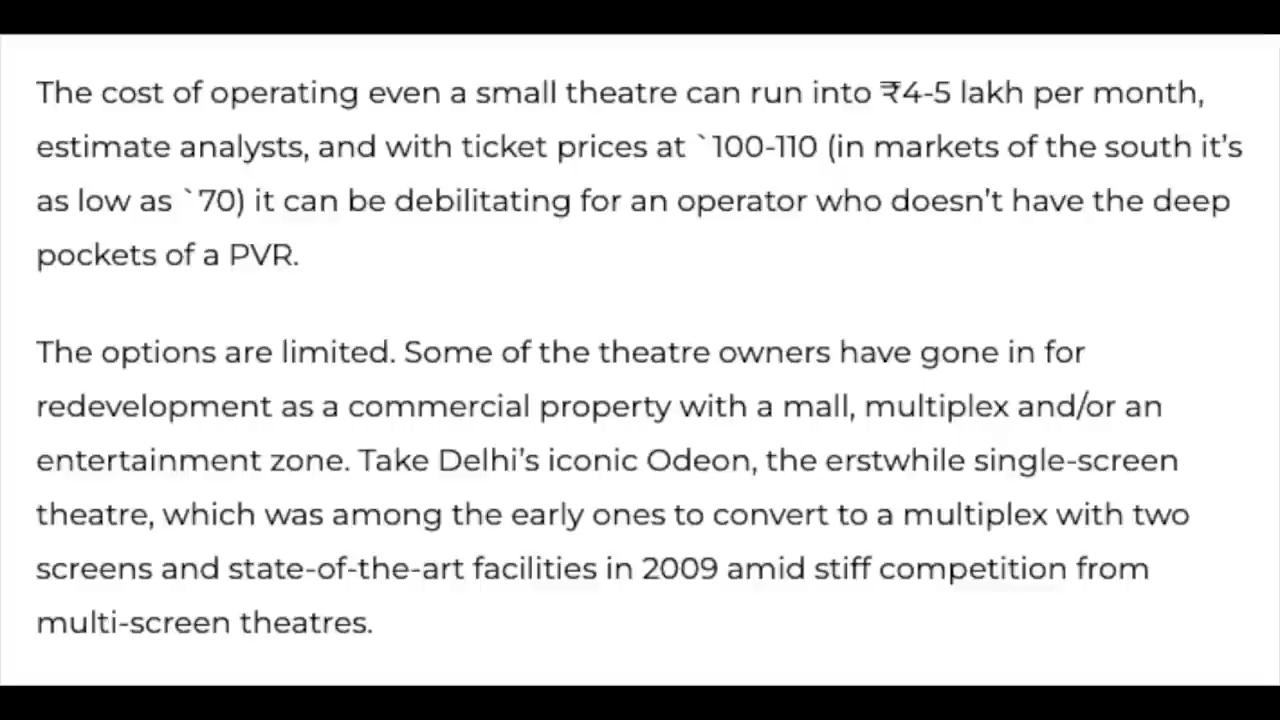 The cost of operating even a small theatre can run into ₹4-5 lakh per month,
estimate analysts, and with ticket prices at `100-110 (in markets of the south it’s
as low as `70) it can be debilitating for an operator who doesn’t have the deep
pockets of a PVR.
The options are limited. Some of the theatre owners have gone in for
redevelopment as a commercial property with a mall, multiplex and/or an
entertainment zone. Take Delhi’s iconic Odeon, the erstwhile single-screen
theatre, which was among the early ones to convert to a multiplex with two
screens and state-of-the-art facilities in 2009 amid stiff competition from
multi-screen theatres.